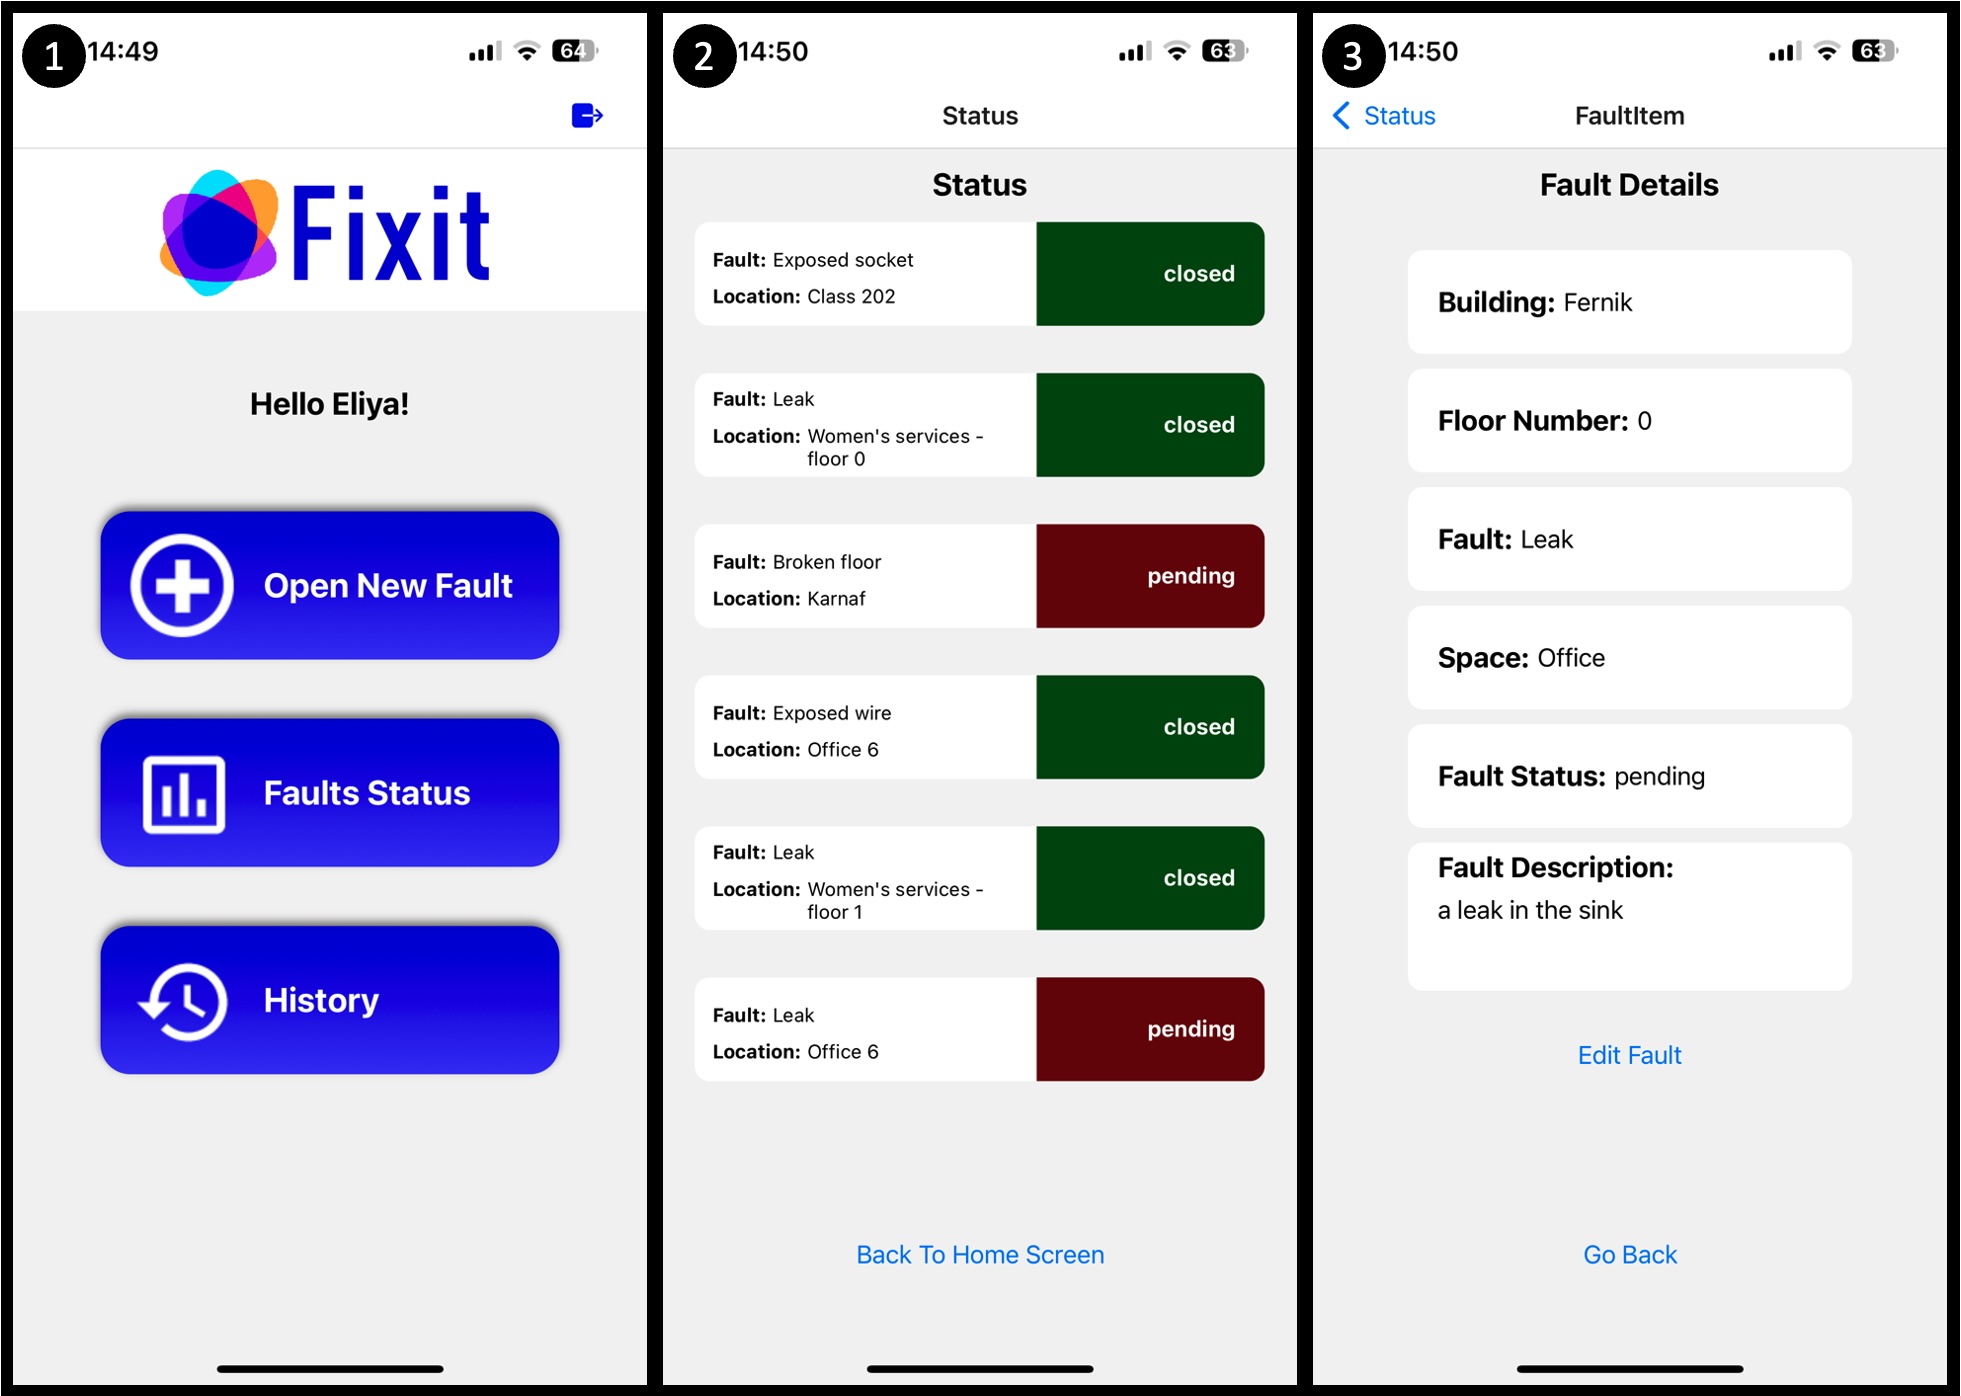 1
14:49
64
Fixit
Hello Eliya!
Open New Fault
Faults Status
History
2
14:50
63
Status
Status
Fault: Exposed socket
Location: Class 202
closed
Fault: Leak
Location: Women's services -
floor 0
closed
Fault: Broken floor
Location: Karnaf
pending
Fault: Exposed wire
Location: Office 6
closed
Fault: Leak
Location: Women's services -
floor 1
closed
Fault: Leak
Location: Office 6
pending
Back To Home Screen
3
14:50
63
Status
FaultItem
Fault Details
Building: Fernik
Floor Number: 0
Fault: Leak
Space: Office
Fault Status: pending
Fault Description:
a leak in the sink
Edit Fault
Go Back